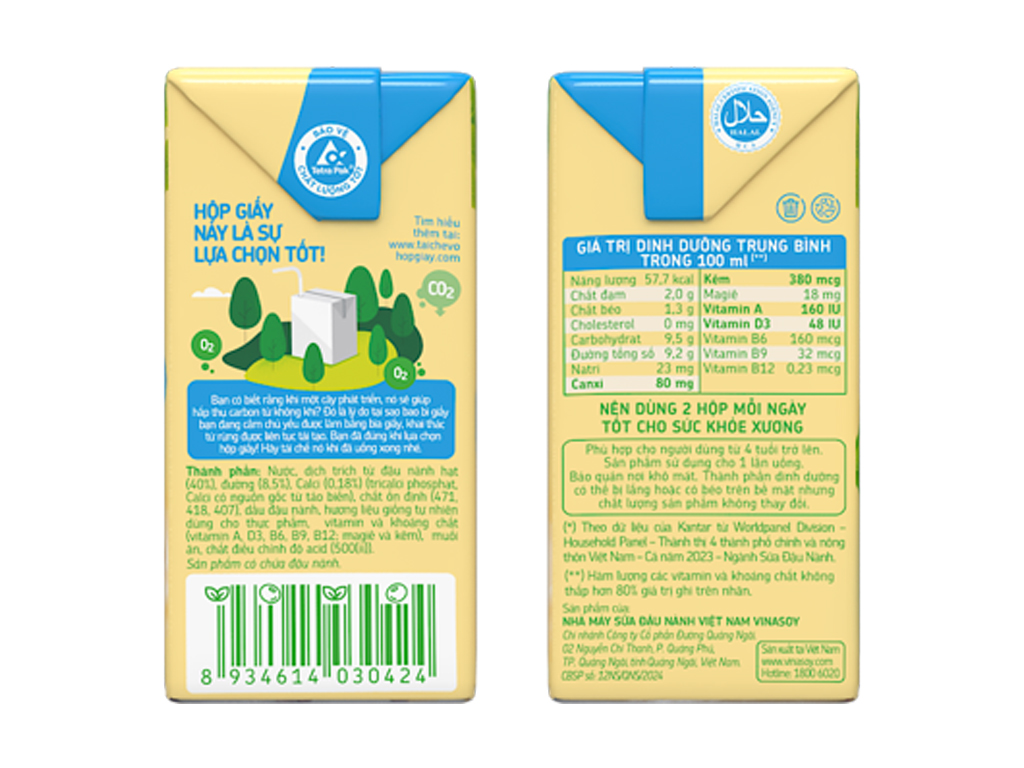 BẢO VỆ
Tetra Pak®
CHẤT LƯỢNG TỐT
HỘP GIẤY
NÀY LÀ SỰ
LỰA CHỌN TỐT!
Tìm hiểu
thêm tại:
www.taichevo
hopgiay.com
CO2
O2
O2
Bạn có biết rằng khi một cây phát triển, nó sẽ giúp
hấp thụ carbon từ không khí? Đó là lý do tại sao bao bì giấy
bạn đang cầm chủ yếu được làm bằng bìa giấy, khai thác
từ rừng được liên tục tái tạo. Bạn đã đúng khi lựa chọn
hộp giấy! Hãy tái chế nó khi đã uống xong nhé.
Thành phần: Nước, dịch trích từ đậu nành hạt
(40%), đường (8,5%), Calci (0,18%) (tricalci phosphat,
Calci có nguồn gốc từ tảo biển), chất ổn định (471,
418, 407), dầu đậu nành, hương liệu giống tự nhiên
dùng cho thực phẩm, vitamin và khoáng chất
(vitamin A, D3, B6, B9, B12; magiê và kẽm), muối
ăn, chất điều chỉnh độ acid (500(ii)).
Sản phẩm có chứa đậu nành.
8 934614 030424
حلال
HALAL
GIÁ TRỊ DINH DƯỠNG TRUNG BÌNH
TRONG 100 ml (**)
Năng lượng 57,7 kcal
Chất đạm 2,0 g
Chất béo 1,3 g
Cholesterol 0 mg
Carbohydrat 9,5 g
Đường tổng số 9,2 g
Natri 23 mg
Canxi 80 mg
Kẽm 380 mcg
Magiê 18 mg
Vitamin A 160 IU
Vitamin D3 48 IU
Vitamin B6 160 mcg
Vitamin B9 32 mcg
Vitamin B12 0,23 mcg
NÊN DÙNG 2 HỘP MỖI NGÀY
TỐT CHO SỨC KHỎE XƯƠNG
Phù hợp cho người dùng từ 4 tuổi trở lên.
Sản phẩm sử dụng cho 1 lần uống.
Bảo quản nơi khô mát. Thành phần dinh dưỡng
có thể bị lắng hoặc có béo trên bề mặt nhưng
chất lượng sản phẩm không thay đổi.
(*) Theo dữ liệu của Kantar từ Worldpanel Division –
Household Panel – Thành thị 4 thành phố chính và nông
thôn Việt Nam – Cả năm 2023 – Ngành Sữa Đậu Nành.
(**) Hàm lượng các vitamin và khoáng chất không
thấp hơn 80% giá trị ghi trên nhãn.
Sản phẩm của:
NHÀ MÁY SỮA ĐẬU NÀNH VIỆT NAM VINASOY
Chi nhánh Công ty Cổ phần Đường Quảng Ngãi,
02 Nguyễn Chí Thanh, P. Quảng Phú,
TP. Quảng Ngãi, tỉnh Quảng Ngãi, Việt Nam.
CBSP số: 12NS/QNS/2024
Sản xuất tại Việt Nam
www.vinasoy.com
Hotline: 1800 6020